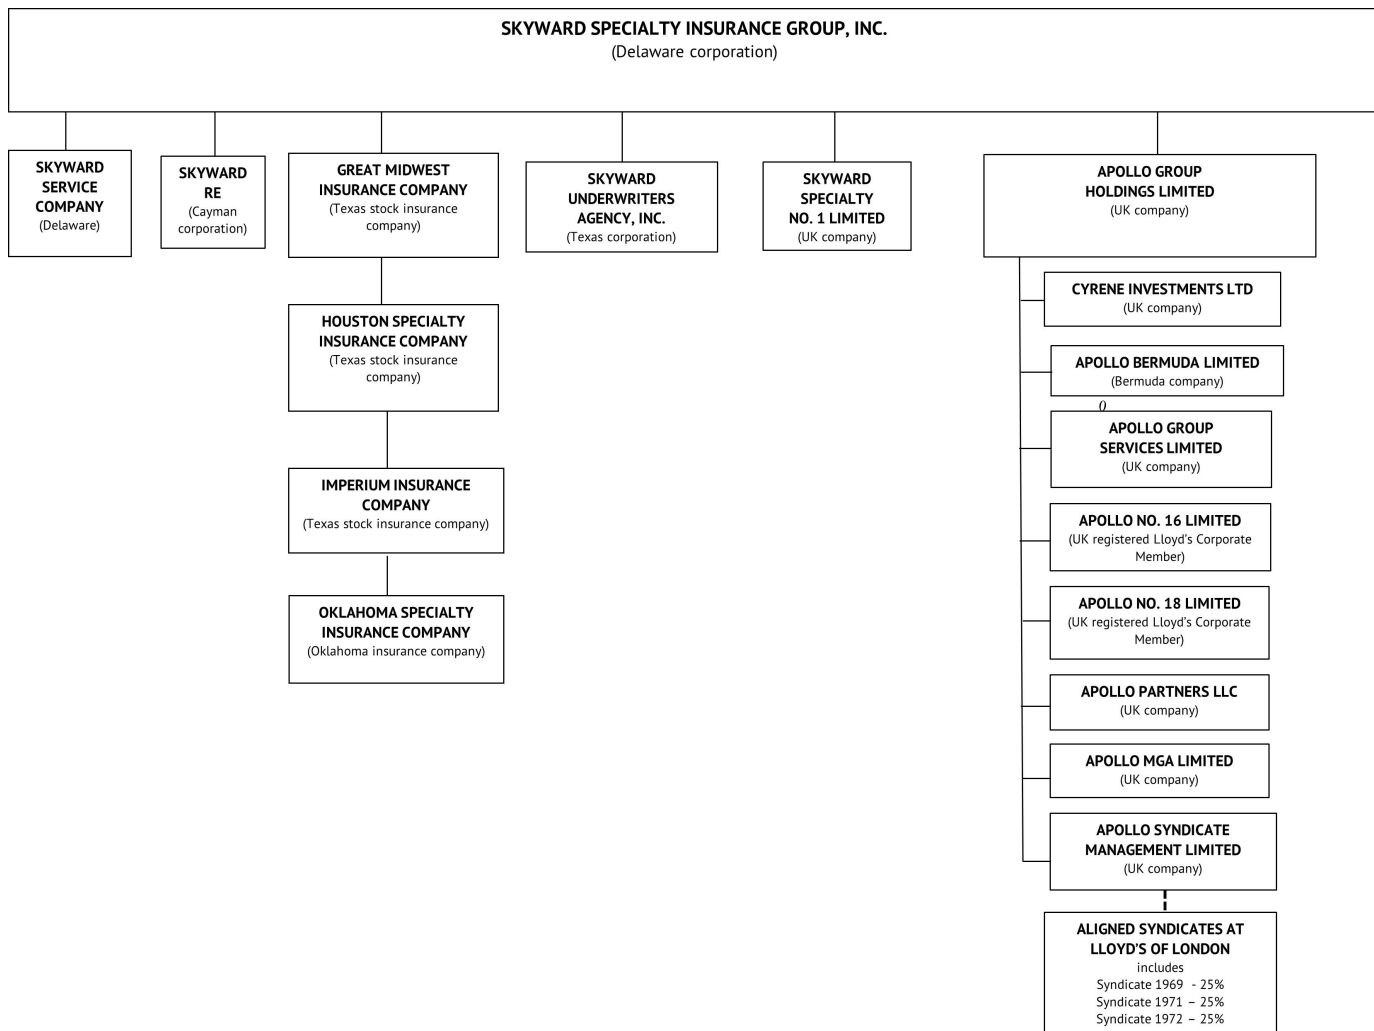 SKYWARD SPECIALTY INSURANCE GROUP, INC.
(Delaware corporation)
SKYWARD
SERVICE
COMPANY
(Delaware)
SKYWARD
RE
(Cayman
corporation)
GREAT MIDWEST
INSURANCE COMPANY
(Texas stock insurance
company)
SKYWARD
UNDERWRITERS
AGENCY, INC.
(Texas corporation)
SKYWARD
SPECIALTY
NO. 1 LIMITED
(UK company)
APOLLO GROUP
HOLDINGS LIMITED
(UK company)
HOUSTON SPECIALTY
INSURANCE COMPANY
(Texas stock insurance
company)
IMPERIUM INSURANCE
COMPANY
(Texas stock insurance company)
OKLAHOMA SPECIALTY
INSURANCE COMPANY
(Oklahoma insurance company)
CYRENE INVESTMENTS LTD
(UK company)
APOLLO BERMUDA LIMITED
(Bermuda company)
0
APOLLO GROUP
SERVICES LIMITED
(UK company)
APOLLO NO. 16 LIMITED
(UK registered Lloyd's Corporate
Member)
APOLLO NO. 18 LIMITED
(UK registered Lloyd's Corporate
Member)
APOLLO PARTNERS LLC
(UK company)
APOLLO MGA LIMITED
(UK company)
APOLLO SYNDICATE
MANAGEMENT LIMITED
(UK company)
ALIGNED SYNDICATES AT
LLOYD'S OF LONDON
includes
Syndicate 1969 - 25%
Syndicate 1971 – 25%
Syndicate 1972 – 25%